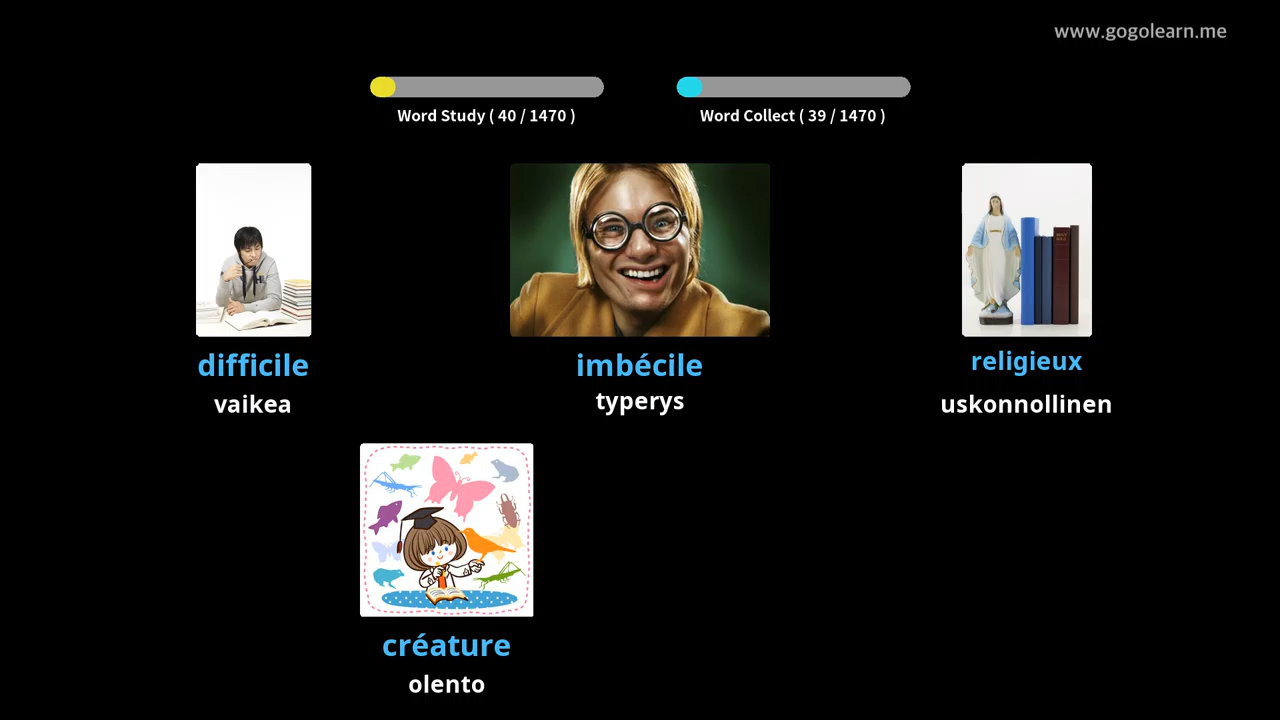 www.gogolearn.me
Word Study ( 40 / 1470 )
Word Collect ( 39 / 1470 )
difficile
vaikea
imbécile
typerys
religieux
uskonnollinen
créature
olento